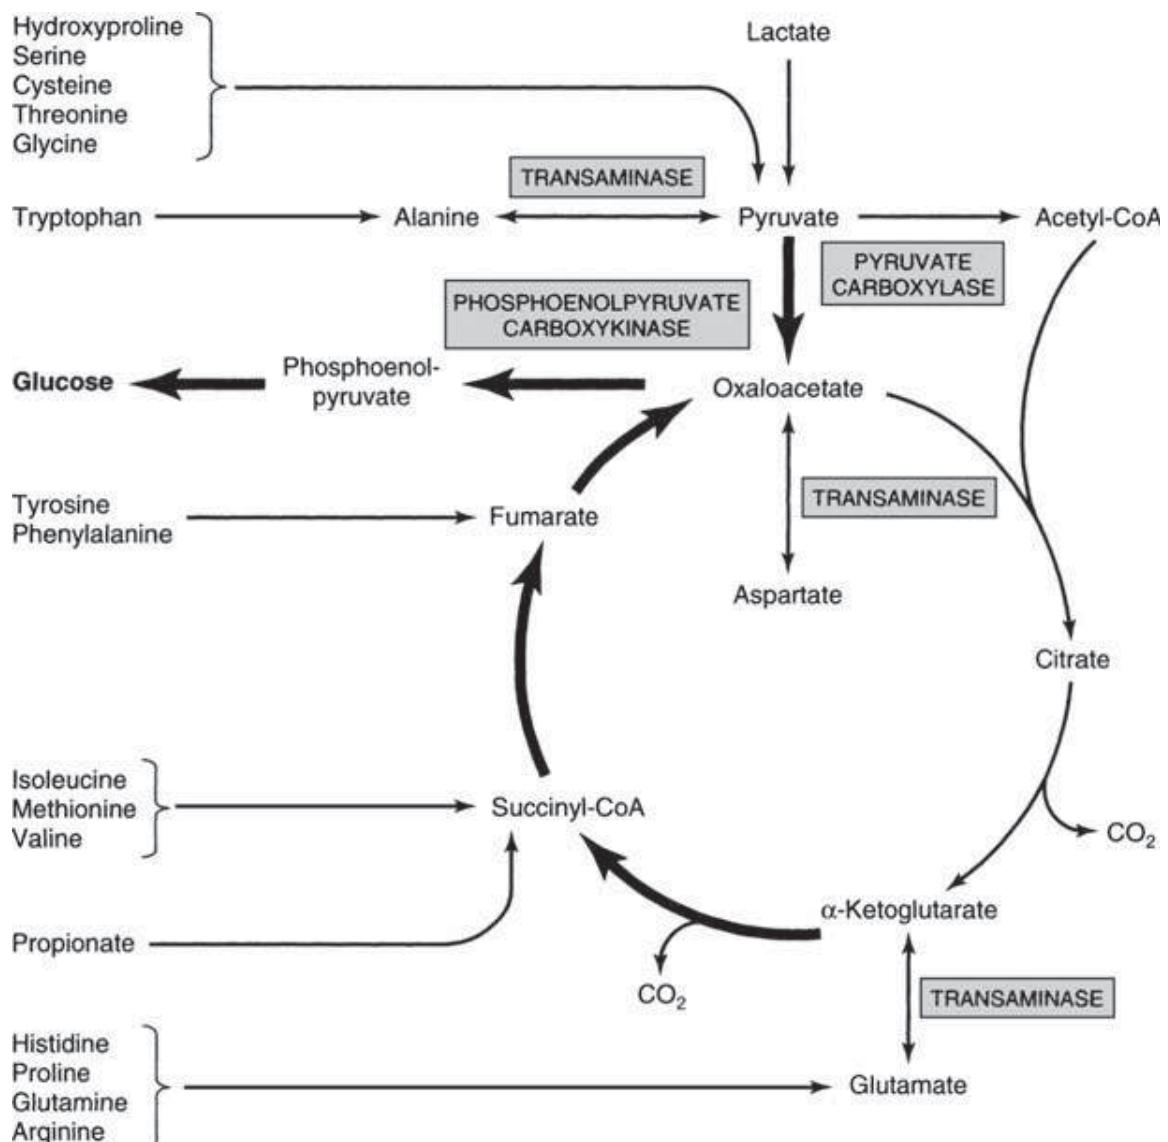 Hydroxyproline
Serine
Cysteine
Threonine
Glycine
Lactate
TRANSAMINASE
Tryptophan
Alanine
Pyruvate
Acetyl-CoA
PYRUVATE
CARBOXYLASE
PHOSPHOENOLPYRUVATE
CARBOXYKINASE
Glucose
Phosphoenol-
pyruvate
Oxaloacetate
Tyrosine
Phenylalanine
Fumarate
TRANSAMINASE
Aspartate
Citrate
Isoleucine
Methionine
Valine
Succinyl-CoA
CO₂
α-Ketoglutarate
Propionate
CO₂
TRANSAMINASE
Histidine
Proline
Glutamine
Arginine
Glutamate